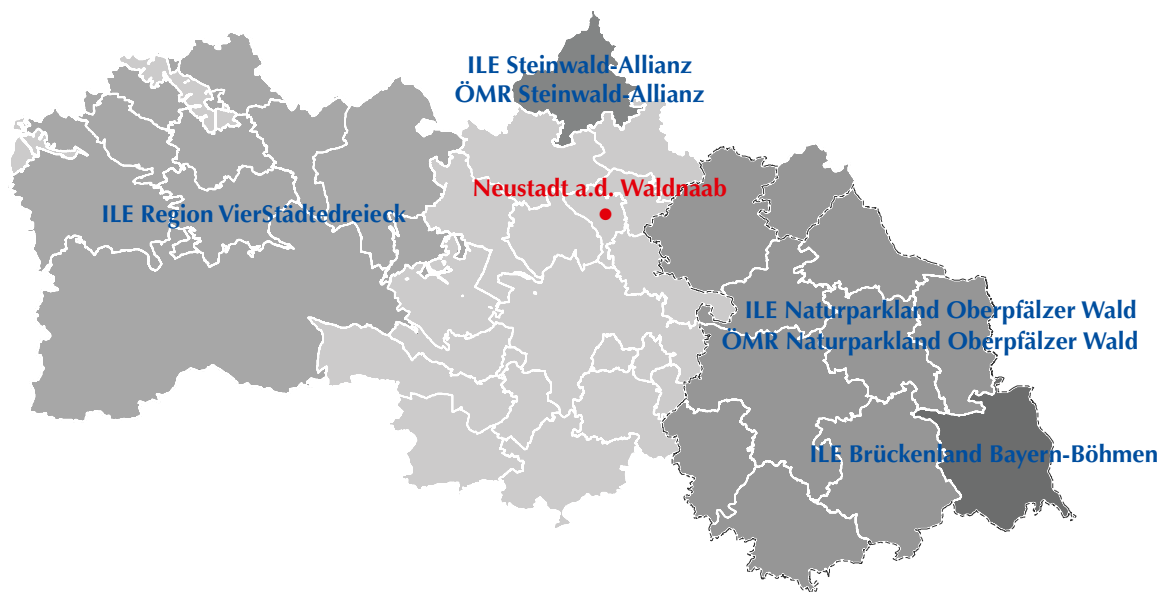 ILE Steinwald-Allianz
ÖMR Steinwald-Allianz
Neustadt a.d. Waldnaab
ILE Region VierStädtedreieck
ILE Naturparkland Oberpfälzer Wald
ÖMR Naturparkland Oberpfälzer Wald
ILE Brückenland Bayern-Böhmen